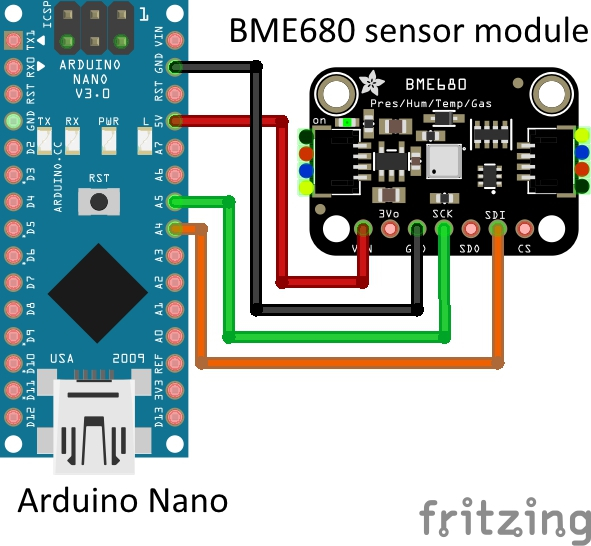 BME680 sensor module
ICSP
1
TX1
RX0
RST
GND
D2
D3
D4
D5
D6
D7
D8
D9
D10
D11
D12
VIN
GND
RST
5V
A7
A6
A5
A4
A3
A2
A1
A0
REF
3V3
D13
ARDUINO
NANO
V3.0
TX RX PWR L
ARDUINO.CC
RST
USA 2009
BME680
Pres/Hum/Temp/Gas
on
3Vo SCK SDI
VIN GND SDO CS
Arduino Nano
fritzing